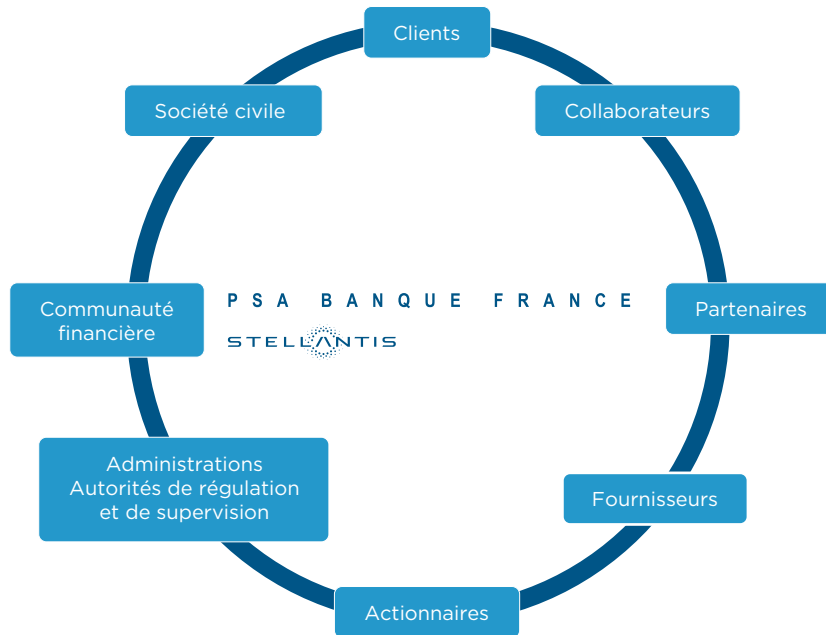 Clients
Société civile
Collaborateurs
Communauté
financière
PSA BANQUE FRANCE
STELLANTIS
Partenaires
Administrations
Autorités de régulation
et de supervision
Fournisseurs
Actionnaires